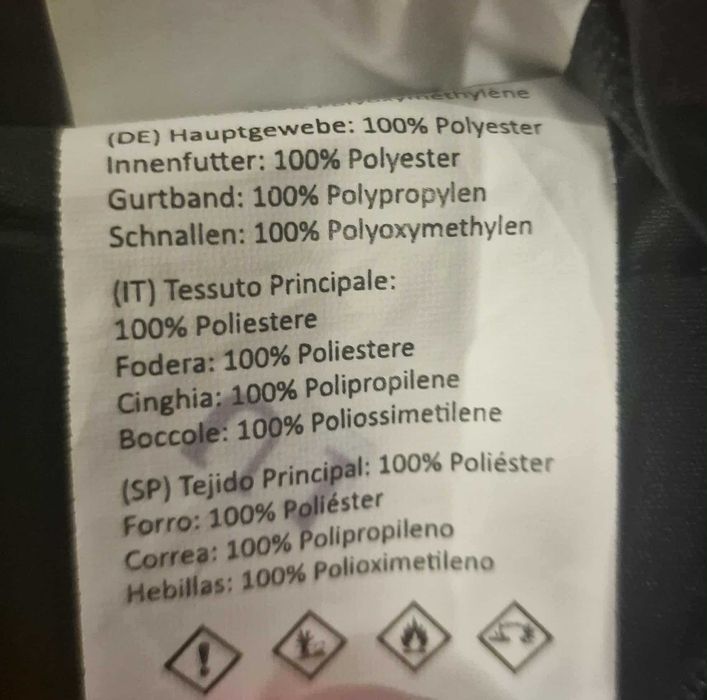 Polyoxymethylène
(DE) Hauptgewebe: 100% Polyester
Innenfutter: 100% Polyester
Gurtband: 100% Polypropylen
Schnallen: 100% Polyoxymethylen
(IT) Tessuto Principale:
100% Poliestere
Fodera: 100% Poliestere
Cinghia: 100% Polipropilene
Boccole: 100% Poliossimetilene
(SP) Tejido Principal: 100% Poliéster
Forro: 100% Poliéster
Correa: 100% Polipropileno
Hebillas: 100% Polioximetileno